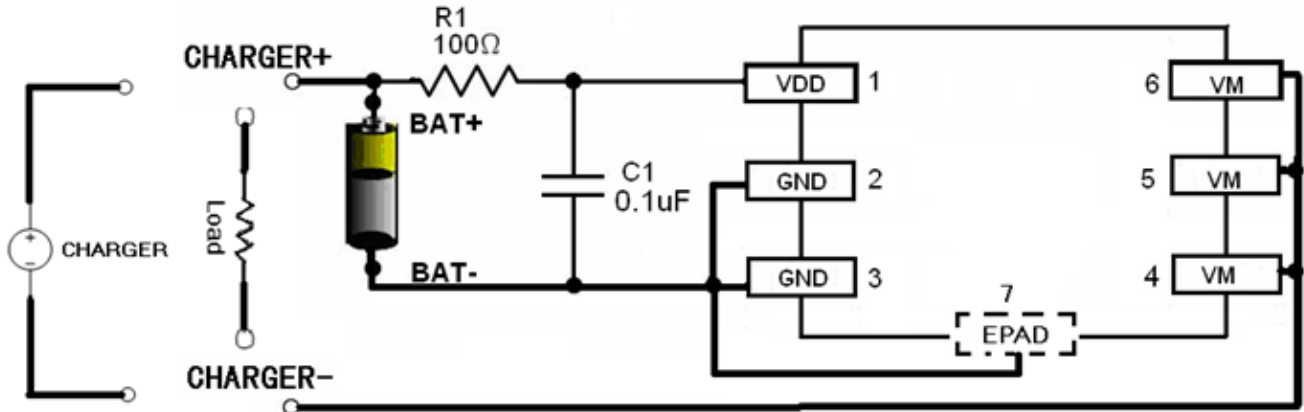 R1
100Ω
CHARGER+
VDD 1
6 VM
BAT+
C1
0.1uF
GND 2
5 VM
Load
+
-
CHARGER
BAT-
GND 3
4 VM
7
EPAD
CHARGER-